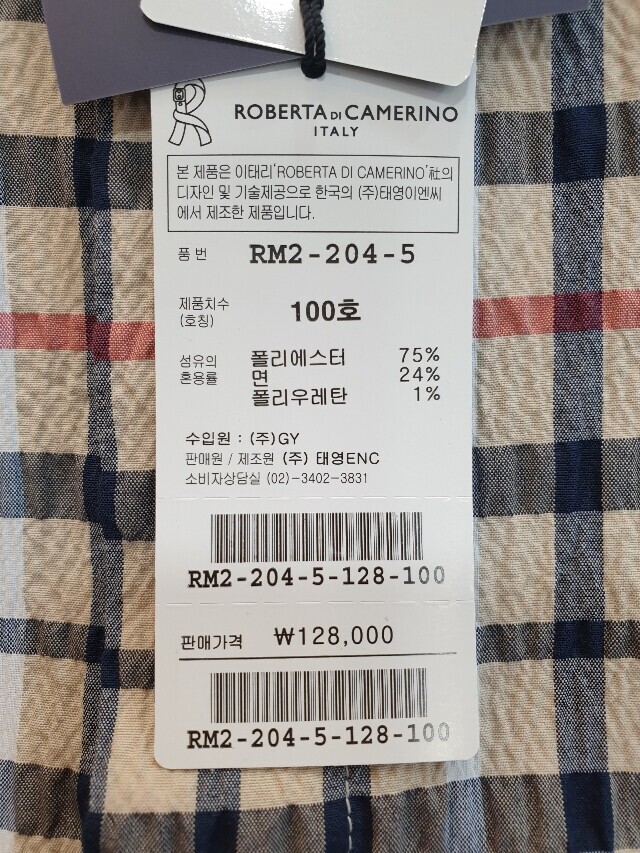 ROBERTA DI CAMERINO
ITALY
본 제품은 이태리'ROBERTA DI CAMERINO'社의
디자인 및 기술제공으로 한국의 (주)태영이엔씨
에서 제조한 제품입니다.
품 번 RM2-204-5
제품치수
(호칭) 100호
섬유의
혼용률
폴리에스터 75%
면 24%
폴리우레탄 1%
수입원 : (주)GY
판매원 / 제조원 (주) 태영ENC
소비자상담실 (02)-3402-3831
RM2-204-5-128-100
판매가격 ₩128,000
RM2-204-5-128-100